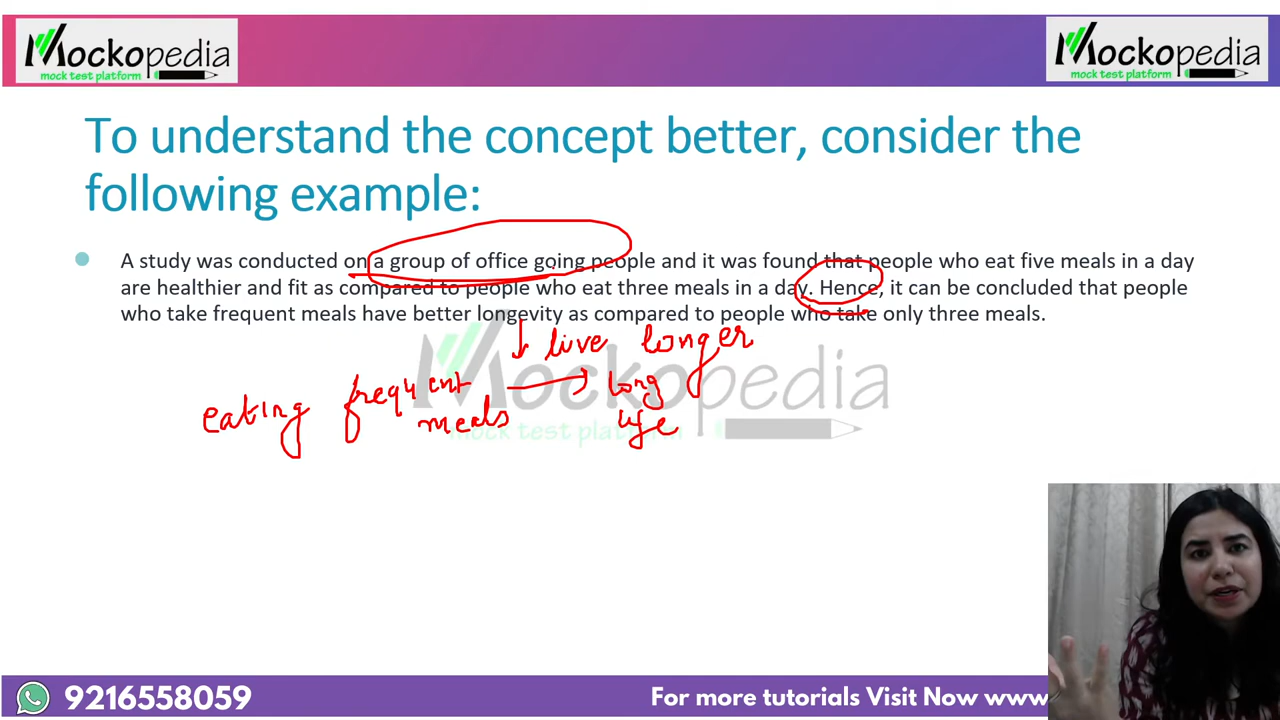 Mockopedia
mock test platform
Mockopedia
mock test platform
To understand the concept better, consider the
following example:
A study was conducted on a group of office going people and it was found that people who eat five meals in a day
are healthier and fit as compared to people who eat three meals in a day. Hence, it can be concluded that people
who take frequent meals have better longevity as compared to people who take only three meals.
live longer
eating frequent meals
long life
Mockopedia
mock test platform
9216558059
For more tutorials Visit Now www